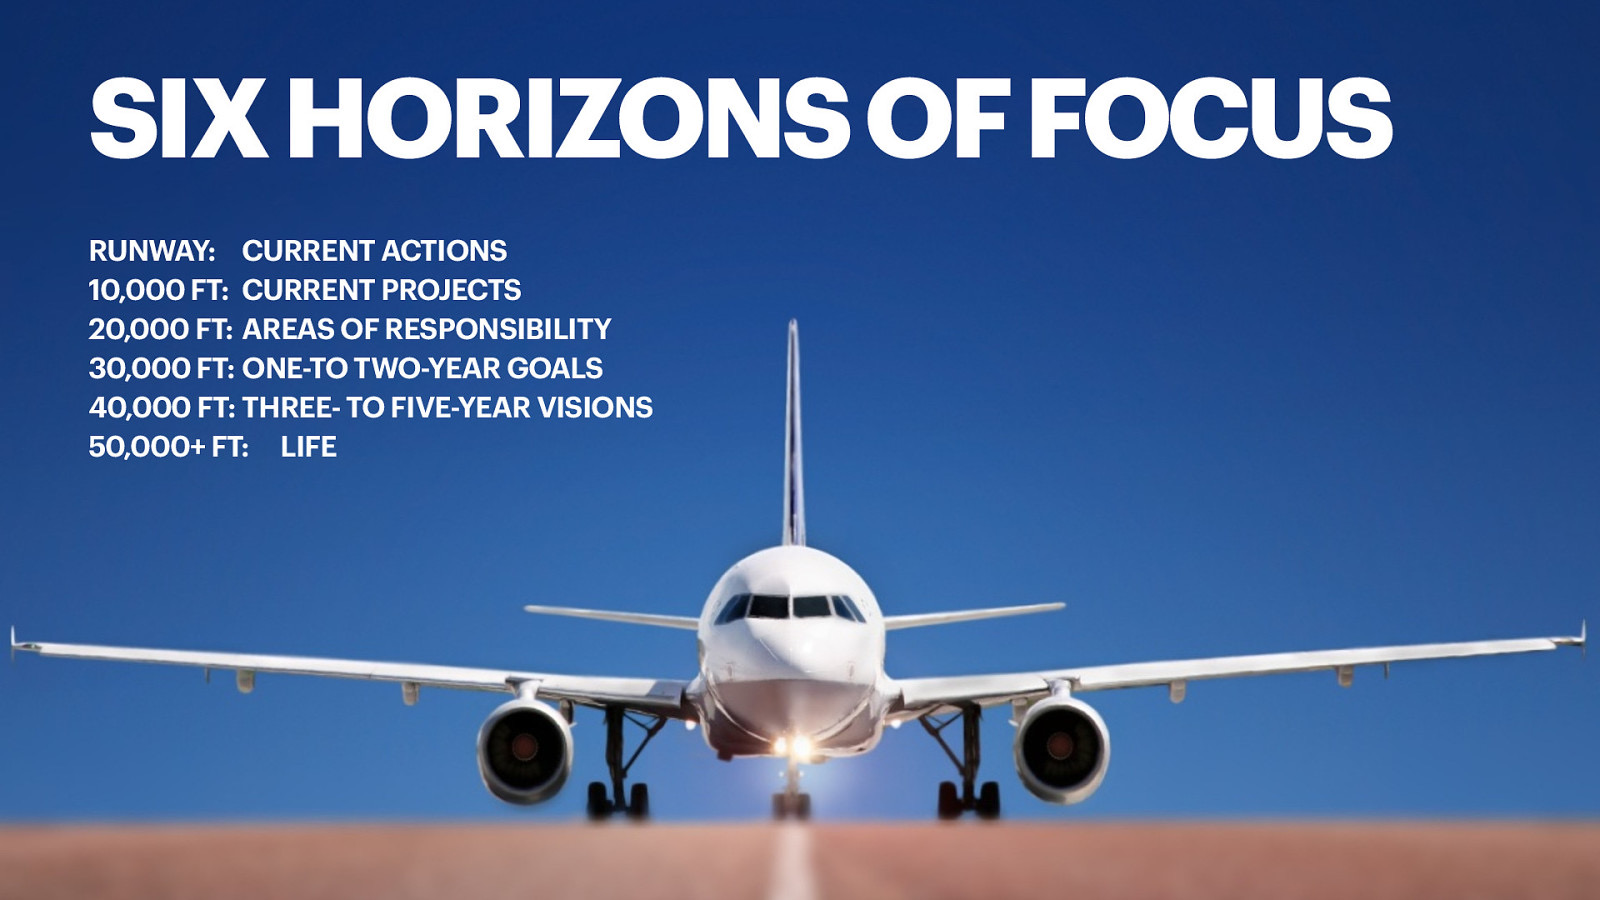 SIX HORIZONS OF FOCUS
RUNWAY: CURRENT ACTIONS
10,000 FT: CURRENT PROJECTS
20,000 FT: AREAS OF RESPONSIBILITY
30,000 FT: ONE-TO TWO-YEAR GOALS
40,000 FT: THREE- TO FIVE-YEAR VISIONS
50,000+ FT: LIFE